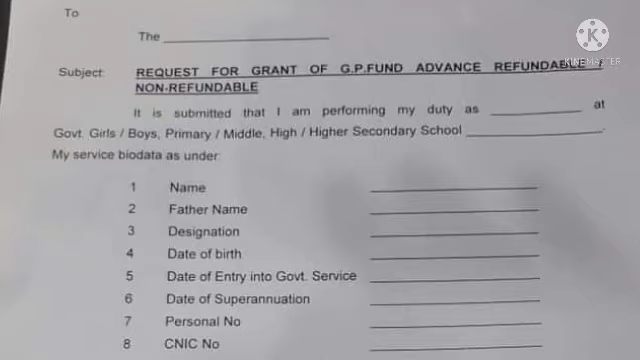 To
The
KINEMASTER
Subject: REQUEST FOR GRANT OF G.P.FUND ADVANCE REFUNDABLE /
NON-REFUNDABLE
It is submitted that I am performing my duty as __________ at
Govt. Girls / Boys, Primary / Middle, High / Higher Secondary School ____________________.
My service biodata as under:
1 Name
2 Father Name
3 Designation
4 Date of birth
5 Date of Entry into Govt. Service
6 Date of Superannuation
7 Personal No
8 CNIC No